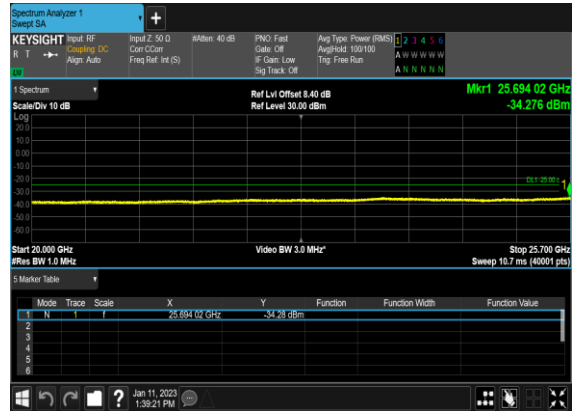 Spectrum Analyzer 1
Swept SA
+
KEYSIGHT Input: RF Input Z: 50 Ω #Atten: 40 dB PNO: Fast Avg Type: Power (RMS) 1 2 3 4 5 6
R T Coupling: DC Corr CCorr Gate: Off Avg|Hold: 100/100 A W W W W W
Align: Auto Freq Ref: Int (S) IF Gain: Low Trig: Free Run
Sig Track: Off A N N N N N
1 Spectrum
Ref Lvl Offset 8.40 dB Mkr1 25.694 02 GHz
Scale/Div 10 dB Ref Level 30.00 dBm -34.276 dBm
Log
20.0
10.0
0.00
-10.0
-20.0
DL1 -25.00
1
-30.0
-40.0
-50.0
-60.0
Start 20.000 GHz Video BW 3.0 MHz* Stop 25.700 GHz
#Res BW 1.0 MHz Sweep 10.7 ms (40001 pts)
5 Marker Table
Mode Trace Scale X Y Function Function Width Function Value
1 N 1 f 25.694 02 GHz -34.28 dBm
2
3
4
5
6
? Jan 11, 2023
1:39:21 PM